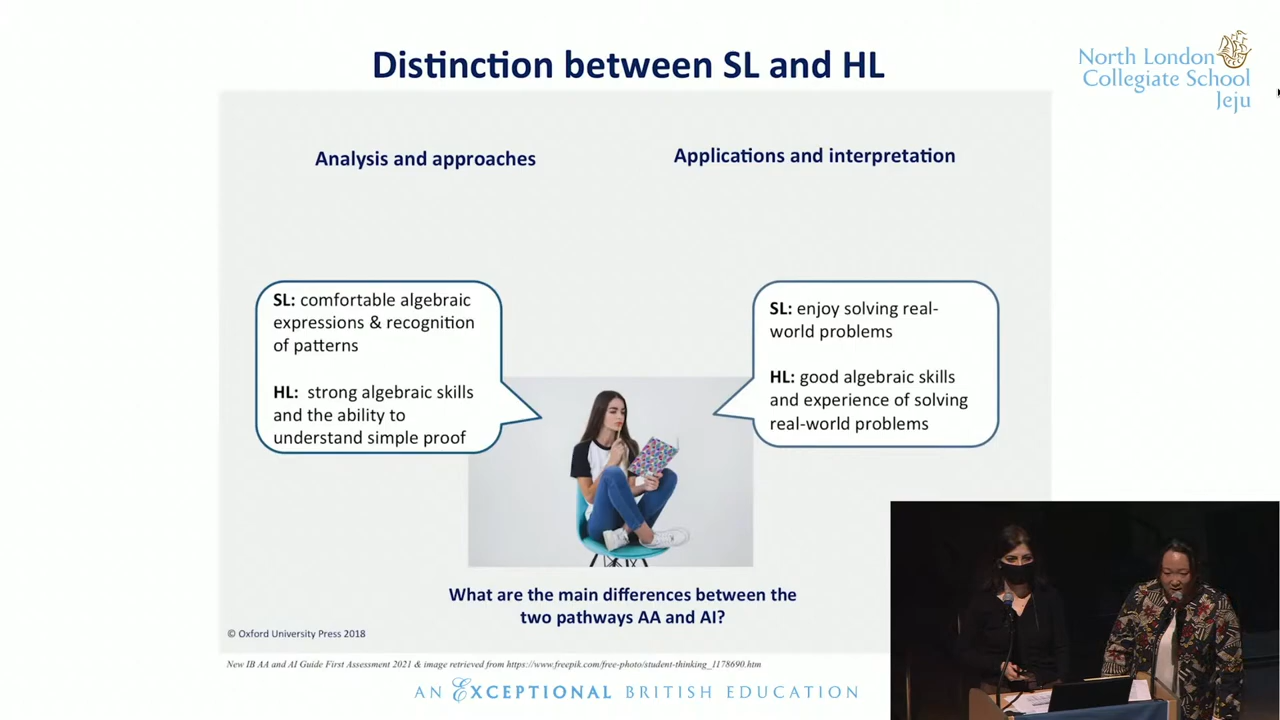 Distinction between SL and HL
North London
Collegiate School
Jeju
Analysis and approaches
Applications and interpretation
SL: comfortable algebraic
expressions & recognition
of patterns
HL: strong algebraic skills
and the ability to
understand simple proof
SL: enjoy solving real-
world problems
HL: good algebraic skills
and experience of solving
real-world problems
What are the main differences between the
two pathways AA and AI?
© Oxford University Press 2018
New IB AA and AI Guide First Assessment 2021 & image retrieved from https://www.freepik.com/free-photo/student-thinking_1178690.htm
AN EXCEPTIONAL BRITISH EDUCATION